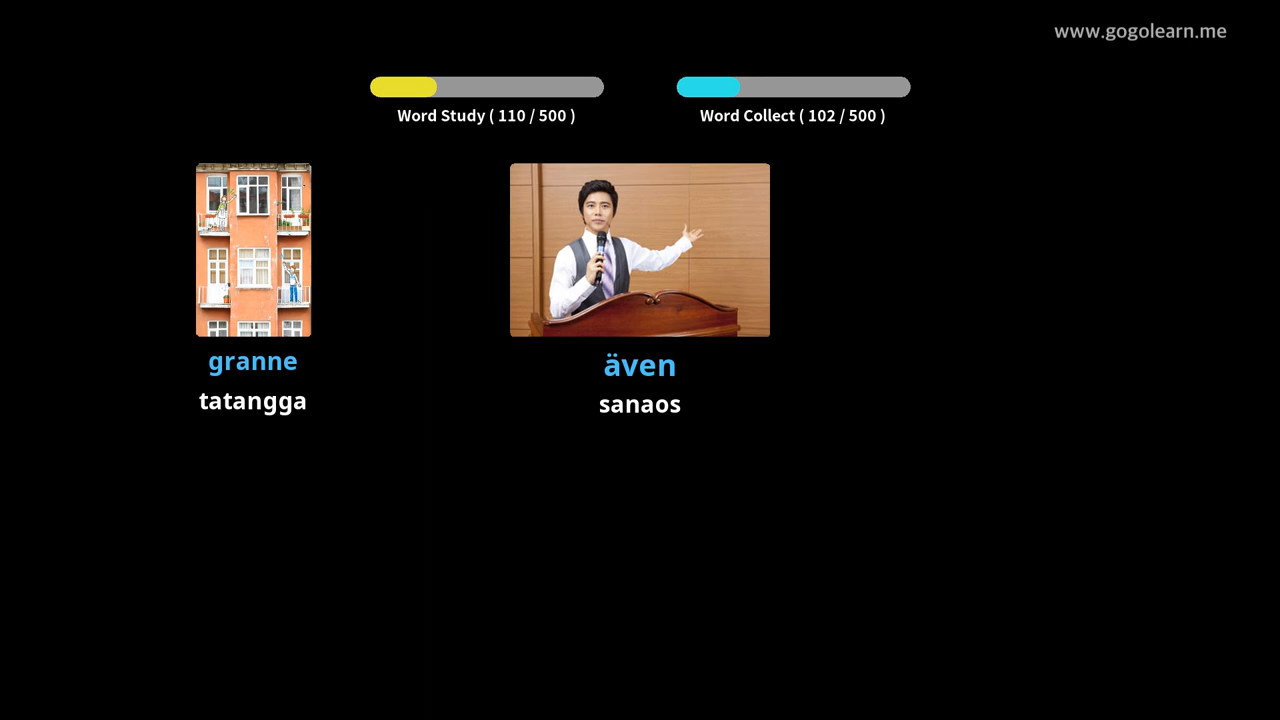 www.gogolearn.me
Word Study ( 110 / 500 )
Word Collect ( 102 / 500 )
granne
tatangga
även
sanaos